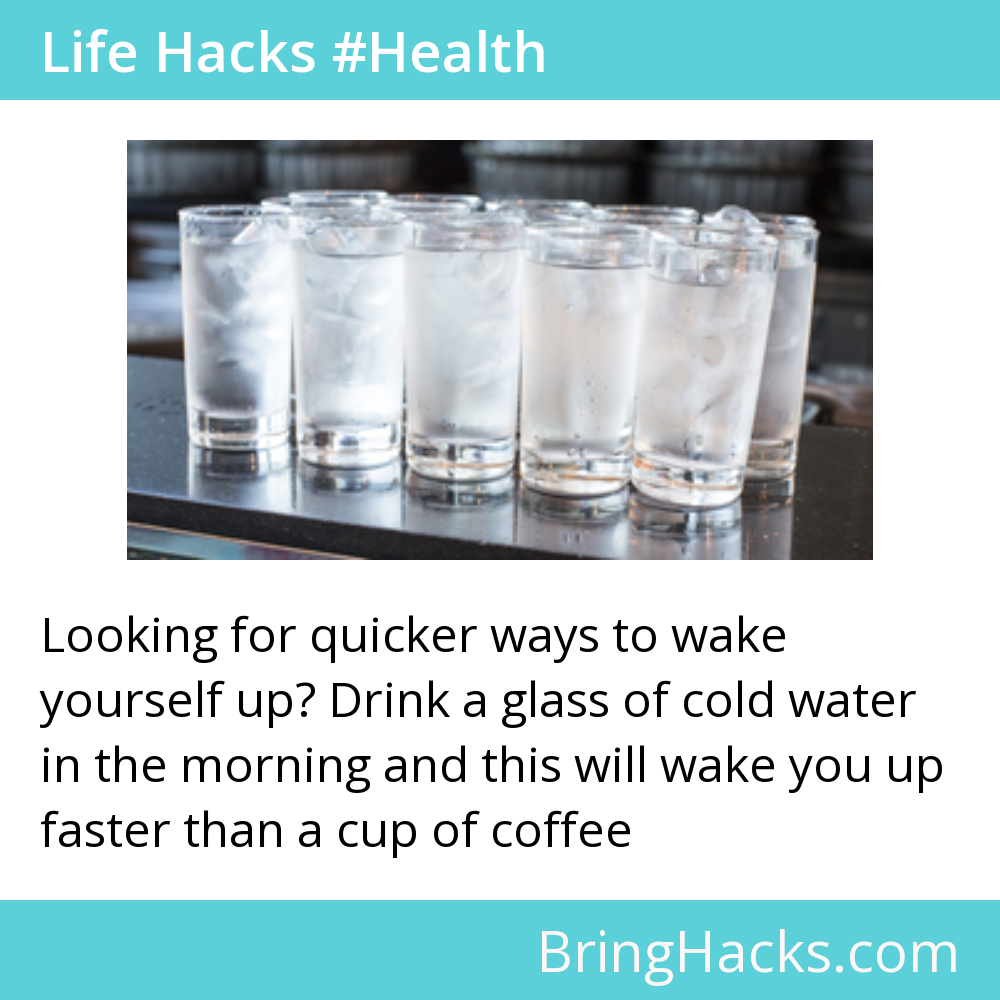 Life Hacks #Health
Looking for quicker ways to wake
yourself up? Drink a glass of cold water
in the morning and this will wake you up
faster than a cup of coffee
BringHacks.com